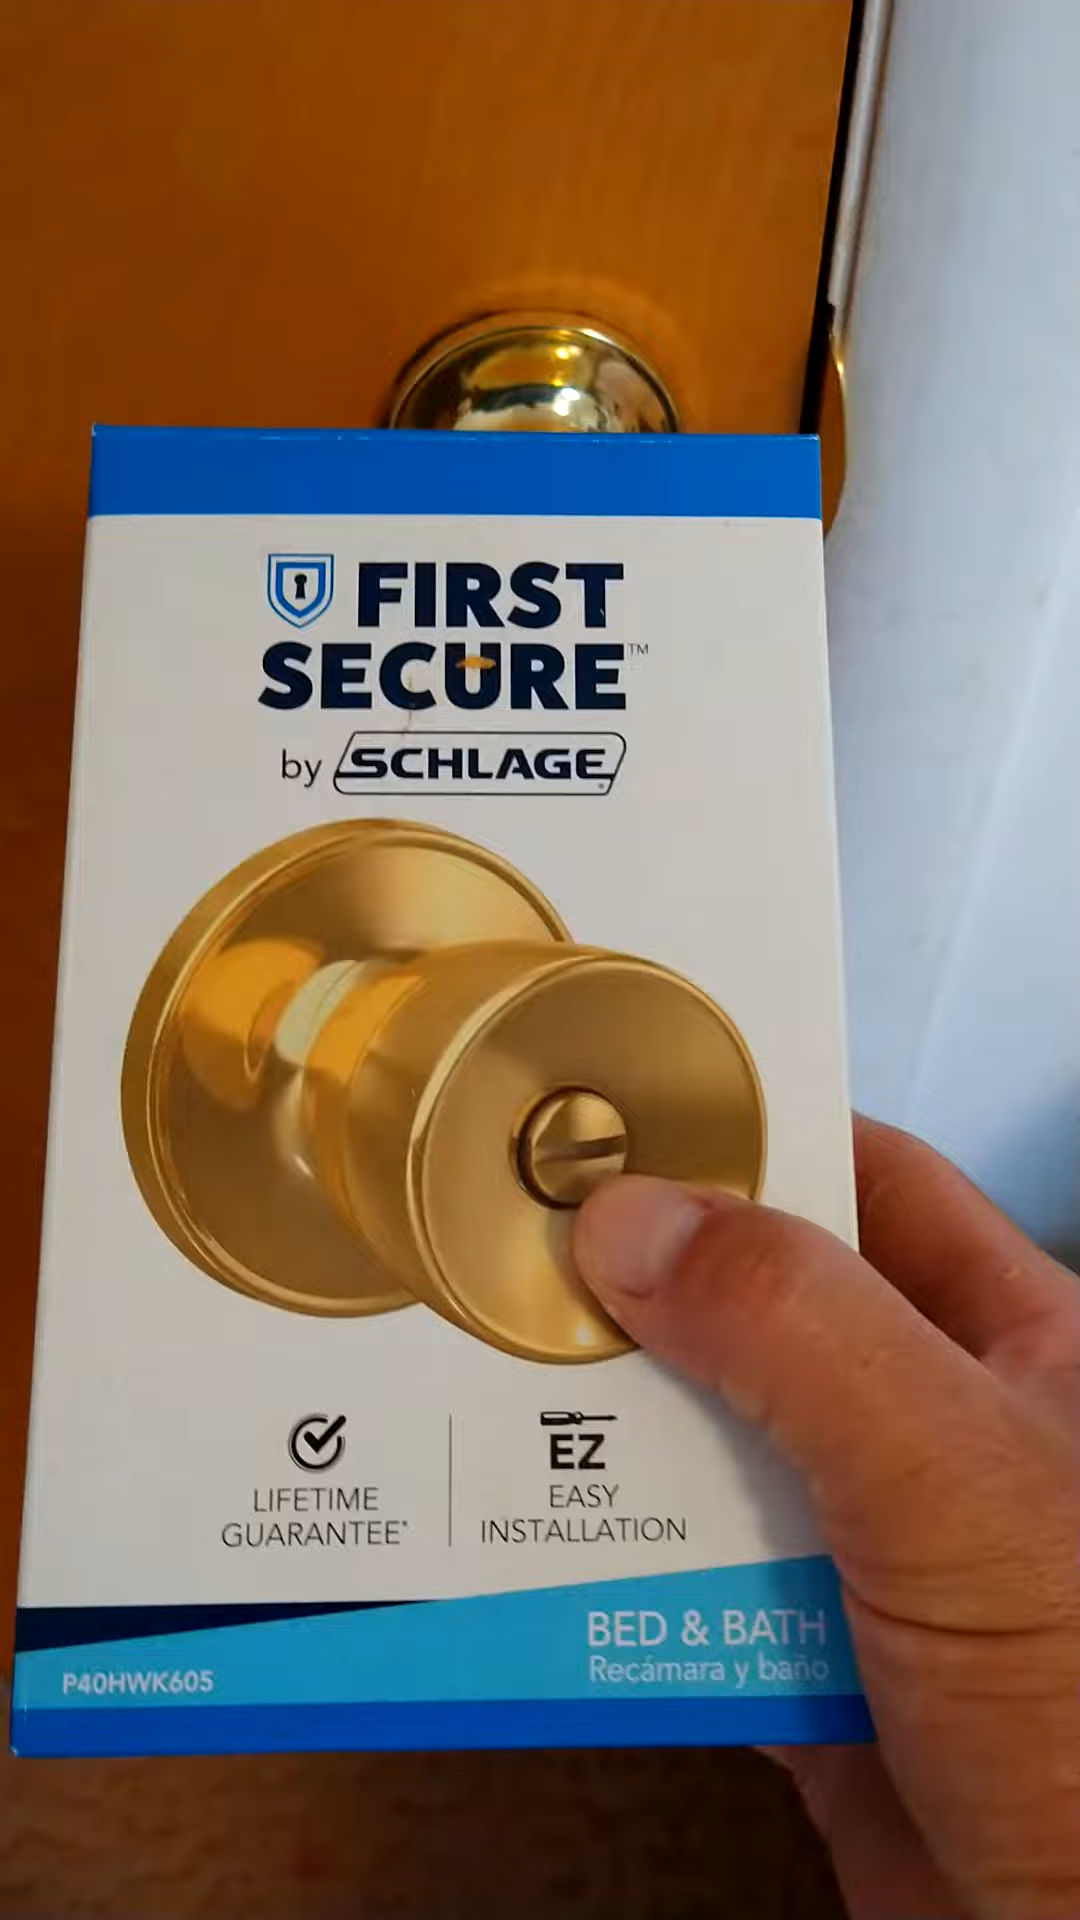 FIRST
SECURE™
by SCHLAGE®
LIFETIME
GUARANTEE*
EZ
EASY
INSTALLATION
BED & BATH
Recámara y baño
P40HWK605